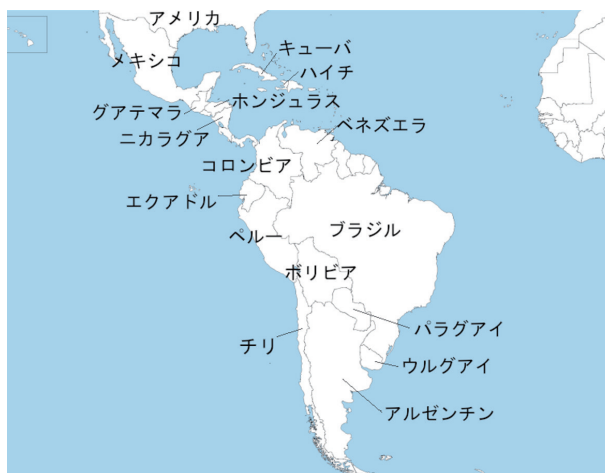 アメリカ
メキシコ
キューバ
ハイチ
グアテマラ
ホンジュラス
ニカラグア
ベネズエラ
コロンビア
エクアドル
ペルー
ブラジル
ボリビア
パラグアイ
チリ
ウルグアイ
アルゼンチン